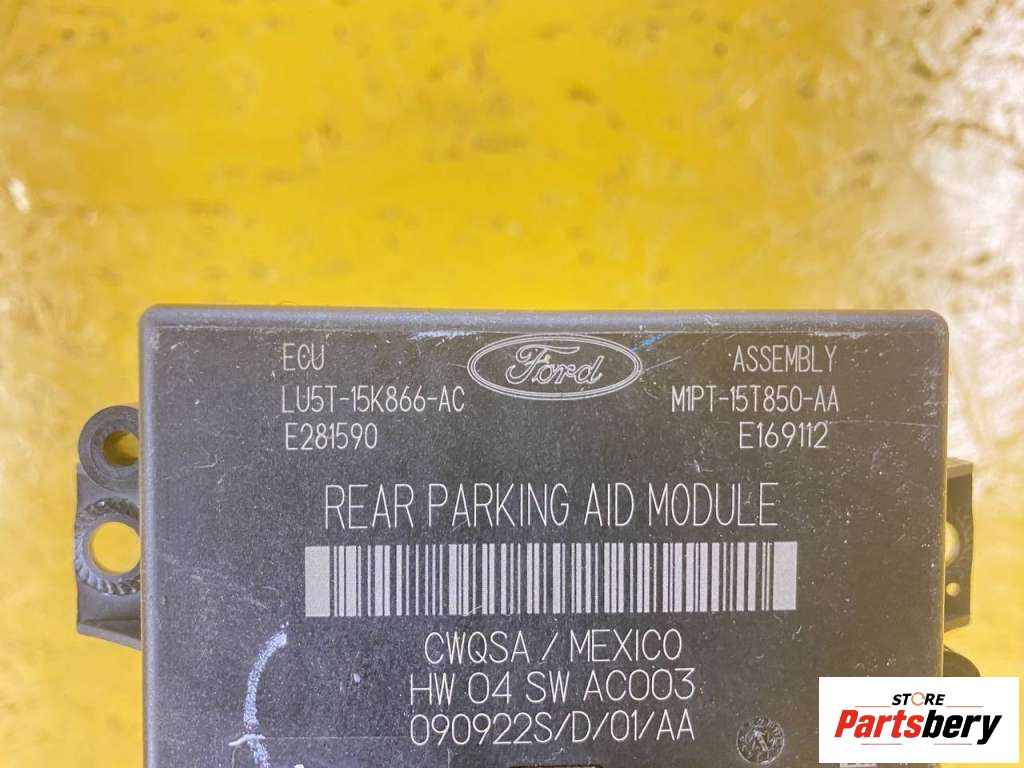 ECU
LU5T-15K866-AC
E281590
Ford
ASSEMBLY
M1PT-15T850-AA
E169112
REAR PARKING AID MODULE
CWQSA / MEXICO
HW 04 SW AC003
090922S/D/01/AA
STORE
Partsbery